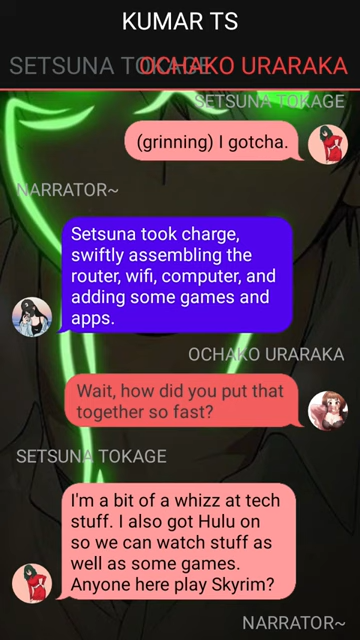 KUMAR TS
SETSUNA TOKAGE
OCHAKO URARAKA
SETSUNA TOKAGE
(grinning) I gotcha.
NARRATOR~
Setsuna took charge,
swiftly assembling the
router, wifi, computer, and
adding some games and
apps.
OCHAKO URARAKA
Wait, how did you put that
together so fast?
SETSUNA TOKAGE
I'm a bit of a whizz at tech
stuff. I also got Hulu on
so we can watch stuff as
well as some games.
Anyone here play Skyrim?
NARRATOR~